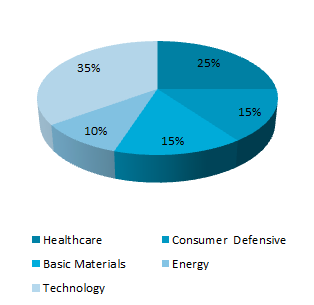 35%
25%
15%
10%
15%
Healthcare
Consumer Defensive
Basic Materials
Energy
Technology